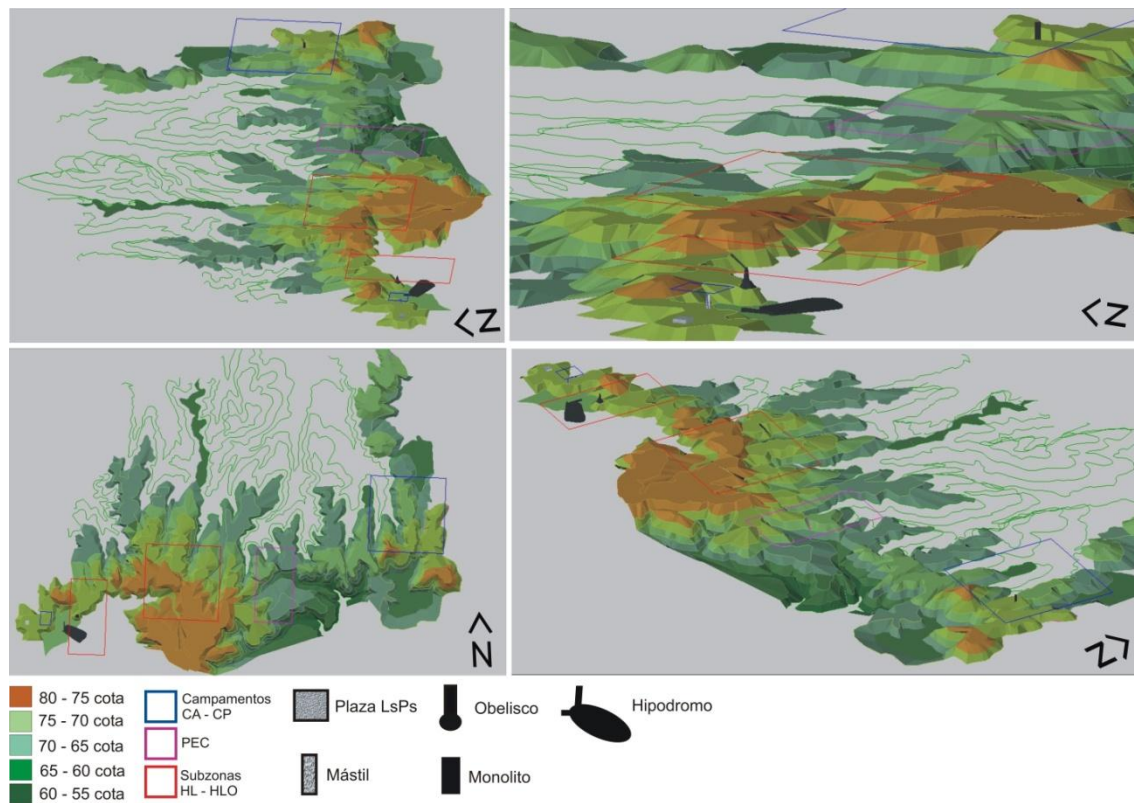 <Z
<Z
N
Z
80 - 75 cota
75 - 70 cota
70 - 65 cota
65 - 60 cota
60 - 55 cota
Campamentos
CA - CP
PEC
Subzonas
HL - HLO
Plaza LsPs
Mástil
Obelisco
Monolito
Hipodromo